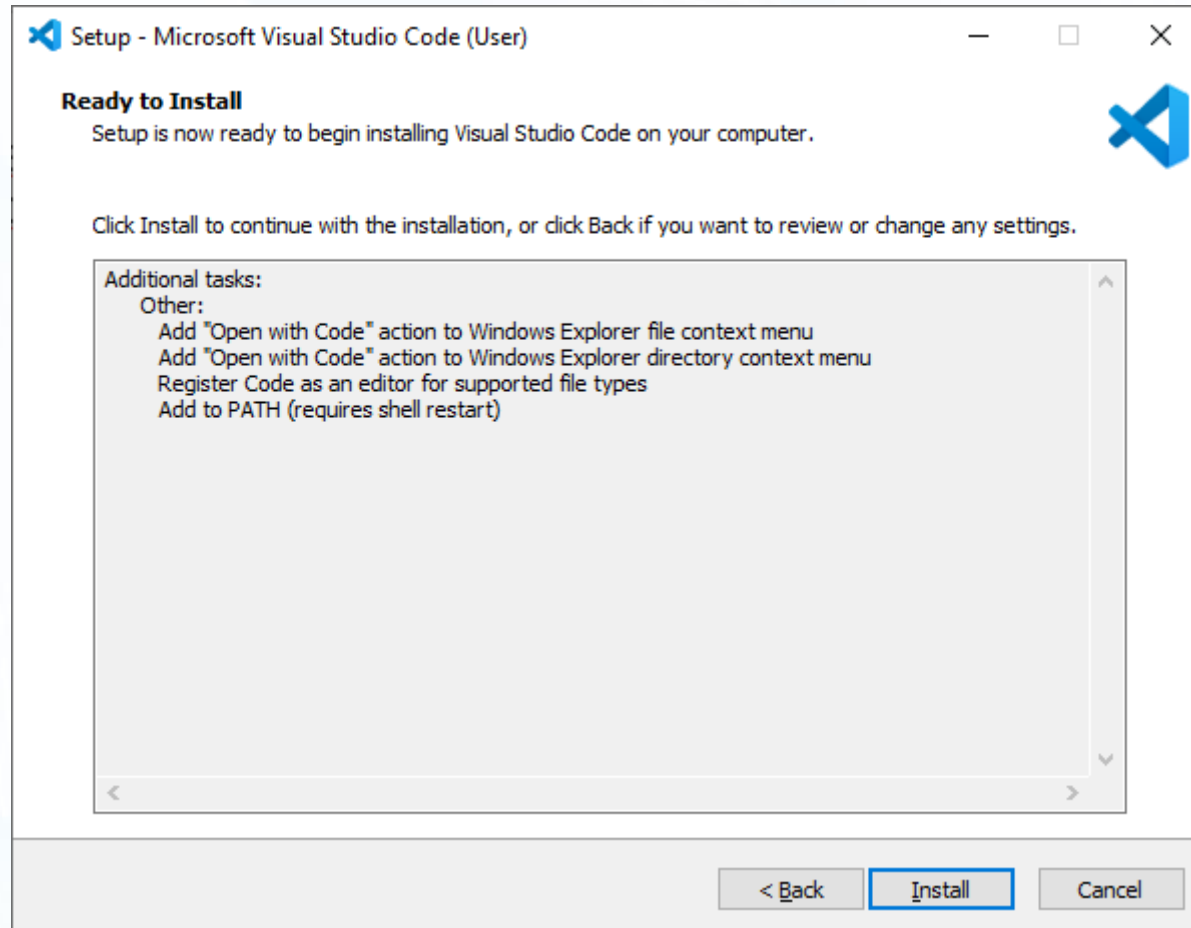 Setup - Microsoft Visual Studio Code (User)
Ready to Install
Setup is now ready to begin installing Visual Studio Code on your computer.
Click Install to continue with the installation, or click Back if you want to review or change any settings.
Additional tasks:
Other:
Add "Open with Code" action to Windows Explorer file context menu
Add "Open with Code" action to Windows Explorer directory context menu
Register Code as an editor for supported file types
Add to PATH (requires shell restart)
< Back Install Cancel